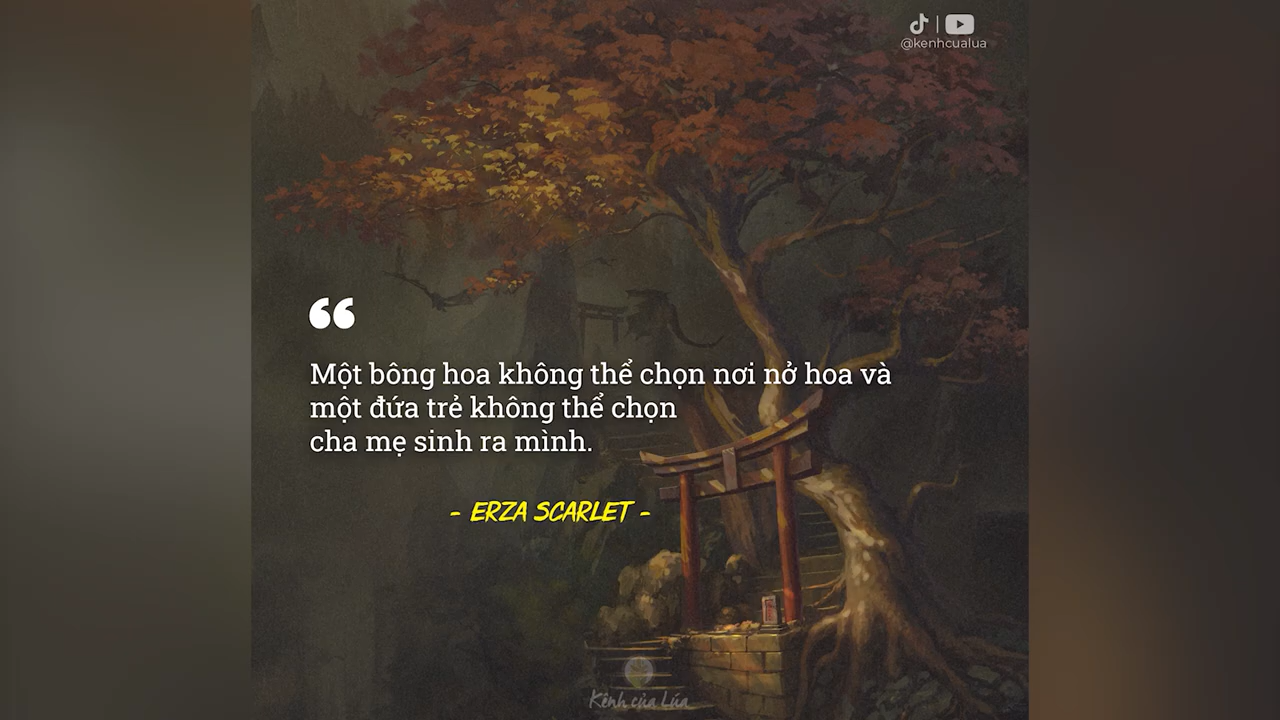 @kenhcualua
“
Một bông hoa không thể chọn nơi nở hoa và
một đứa trẻ không thể chọn
cha mẹ sinh ra mình.
- ERZA SCARLET -
Kênh của Lúa